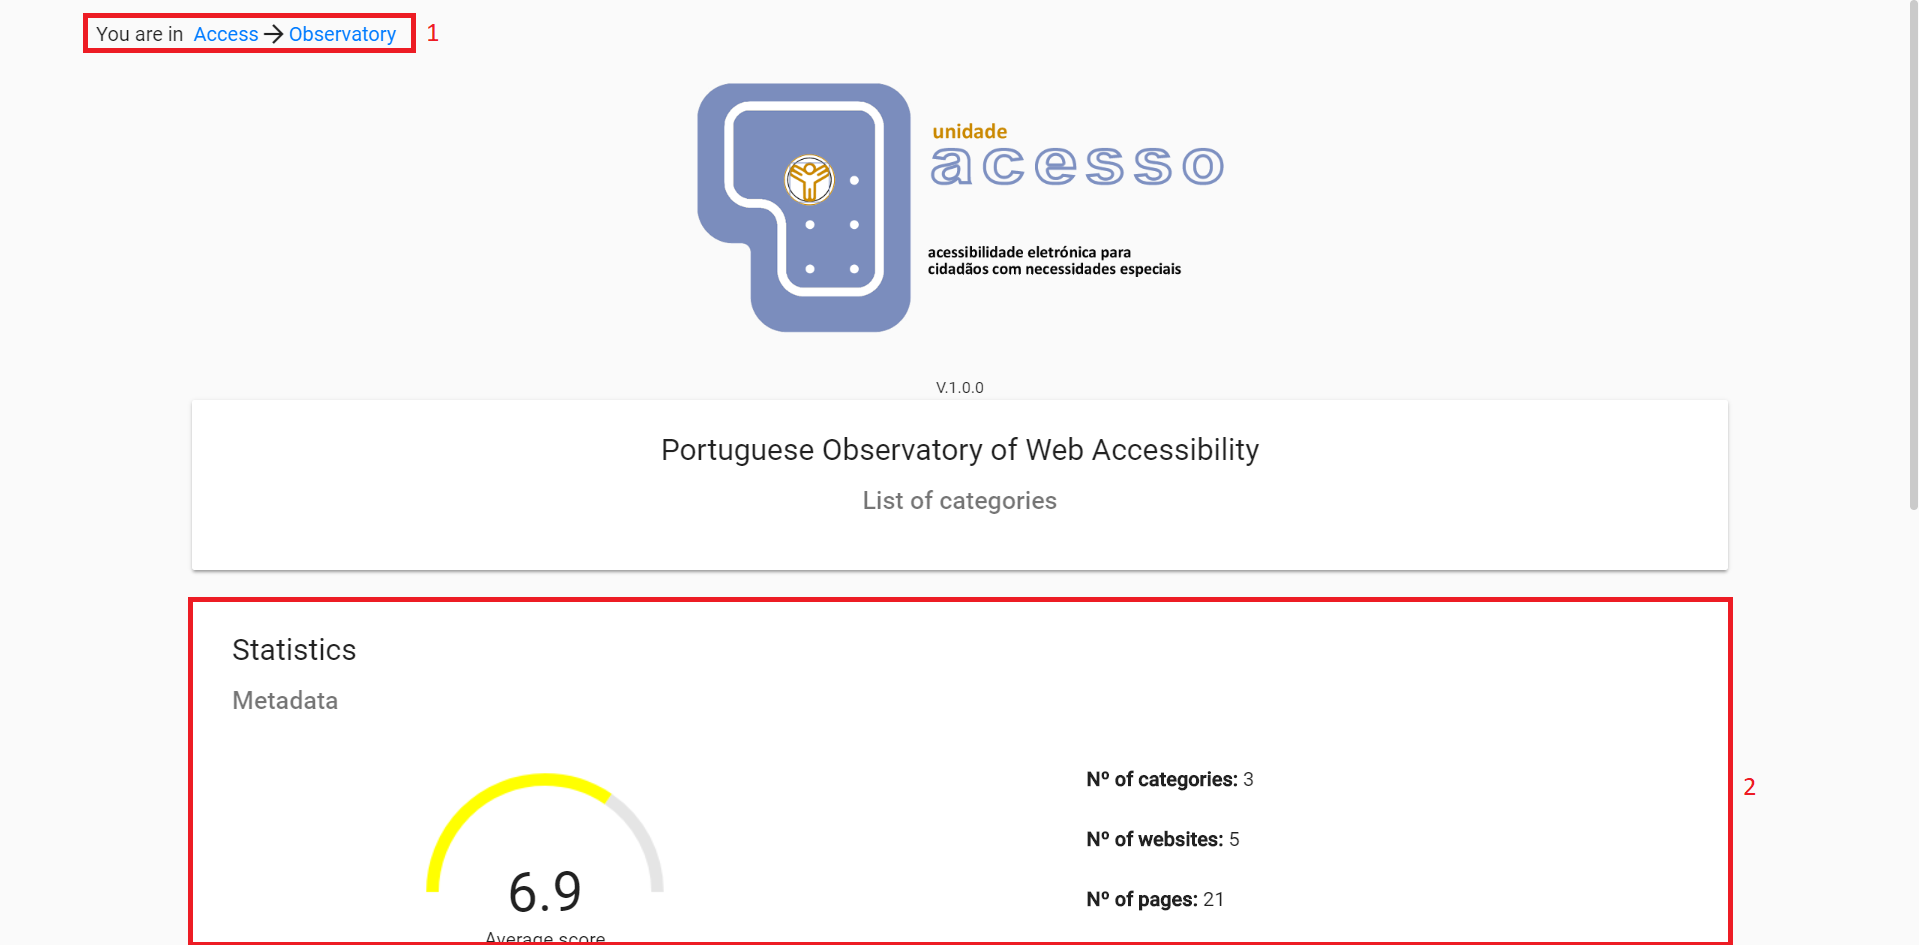 You are in Access → Observatory 1
unidade
acesso
acessibilidade eletrónica para
cidadãos com necessidades especiais
V.1.0.0
Portuguese Observatory of Web Accessibility
List of categories
Statistics
Metadata
Nº of categories: 3
2
Nº of websites: 5
6.9
Nº of pages: 21
Average score